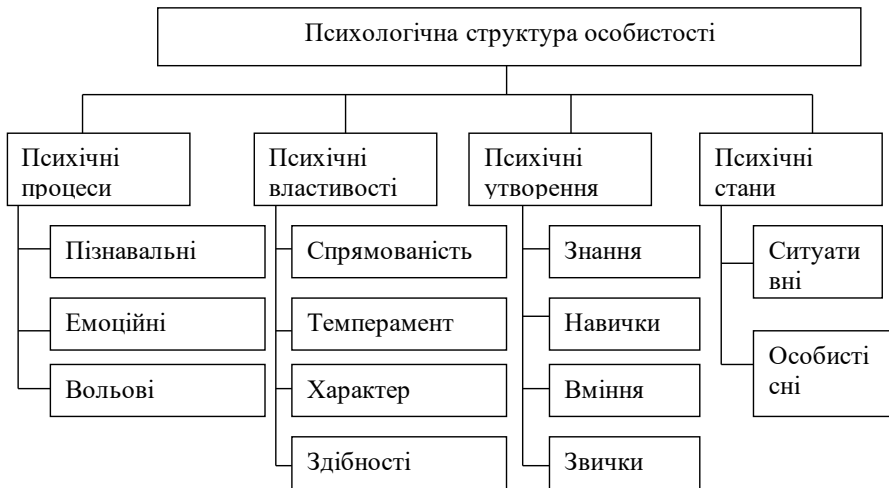 Психологічна структура особистості
Психічні
процеси
Психічні
властивості
Психічні
утворення
Психічні
стани
Пізнавальні
Емоційні
Вольові
Спрямованість
Темперамент
Характер
Здібності
Знання
Навички
Вміння
Звички
Ситуати
вні
Особисті
сні